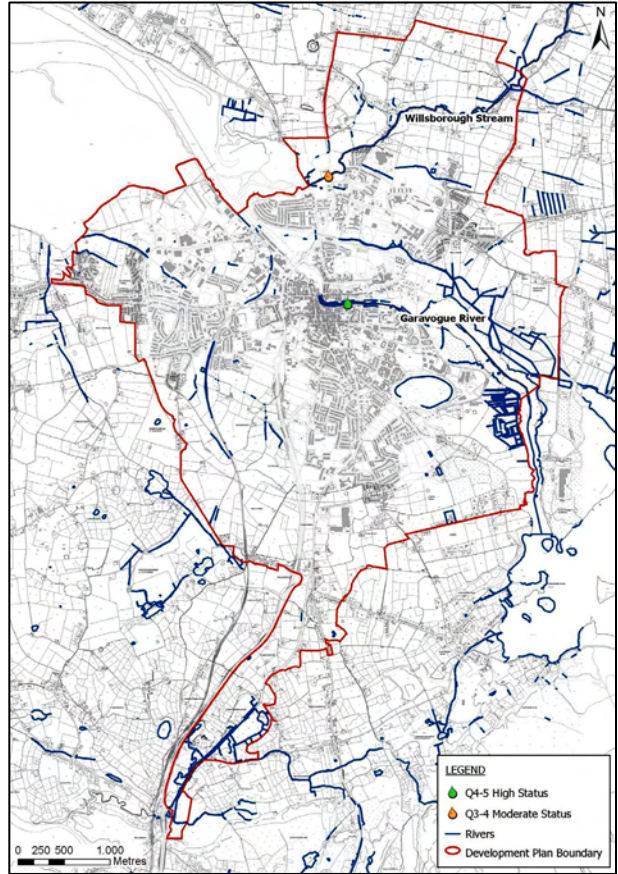 N
Willsborough Stream
Garavogue River
LEGEND
Q4-5 High Status
Q3-4 Moderate Status
Rivers
Development Plan Boundary
0 250 500 1.000
Metres